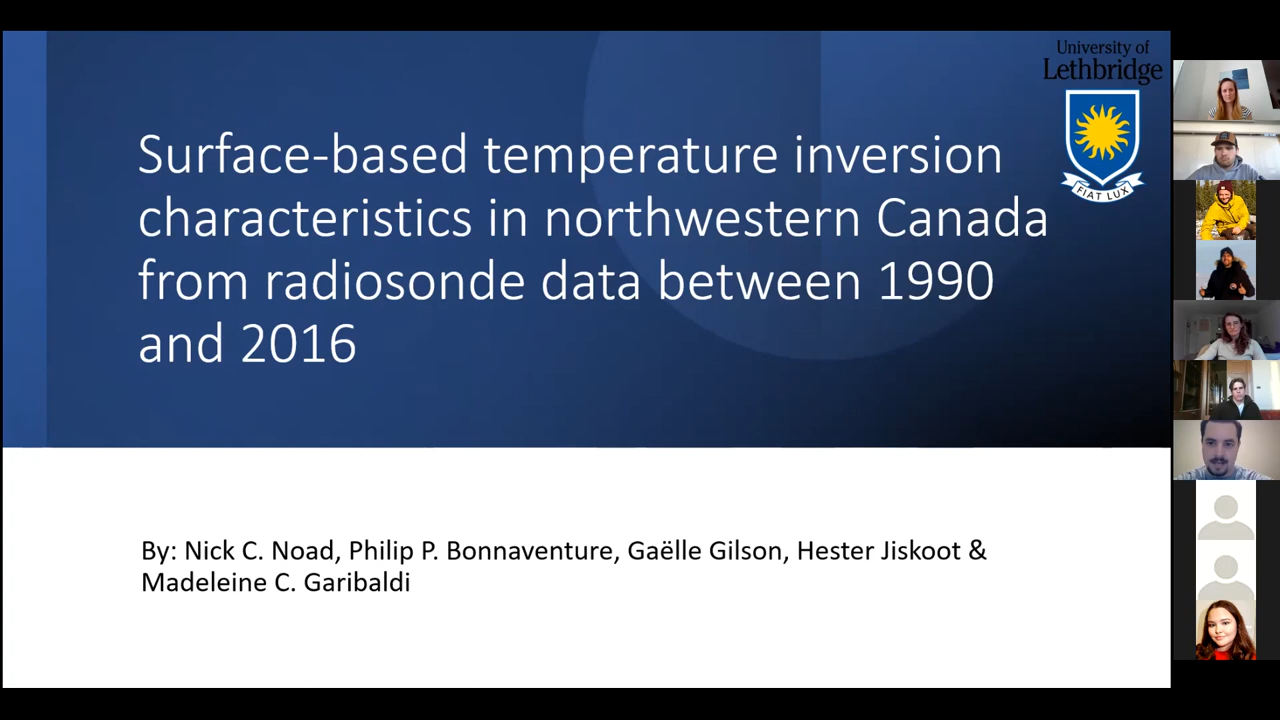 University of
Lethbridge
FIAT LUX
Surface-based temperature inversion
characteristics in northwestern Canada
from radiosonde data between 1990
and 2016
By: Nick C. Noad, Philip P. Bonnaventure, Gaëlle Gilson, Hester Jiskoot &
Madeleine C. Garibaldi